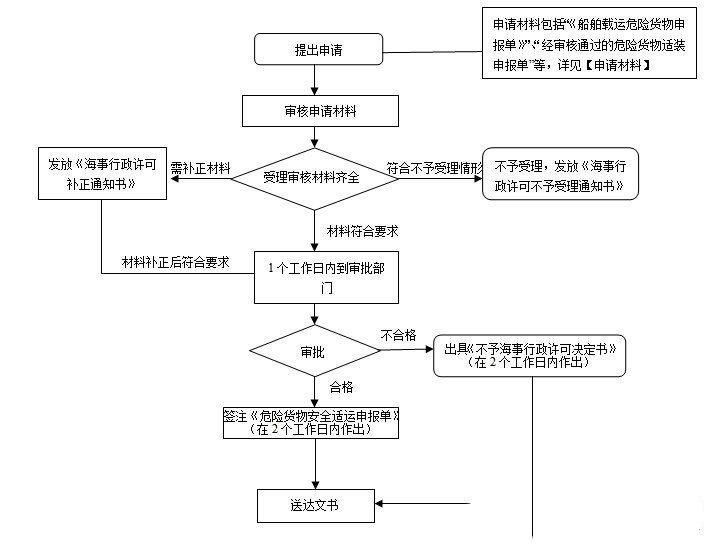 申请材料包括“《船舶载运危险货物申
报单》”、“经审核通过的危险货物适装
申报单”等，详见【申请材料】
提出申请
审核申请材料
发放《海事行政许可
补正通知书》
需补正材料
受理审核材料齐全
符合不予受理情形
不予受理，发放《海事行
政许可不予受理通知书》
材料符合要求
材料补正后符合要求
1个工作日内到审批部
门
不合格
审批
出具《不予海事行政许可决定书》
（在2个工作日内作出）
合格
签注《危险货物安全适运申报单》
（在2个工作日内作出）
送达文书